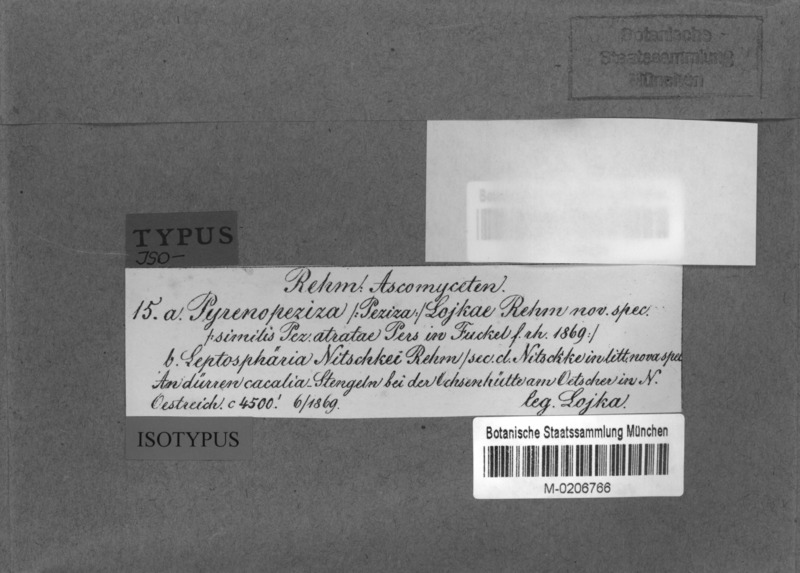 Botanische
Staatssammlung
München
TYPUS
ISO-
Rehm: Ascomyceten.
15. a. Pyrenopeziza /:Peziza:/ Lojkae Rehm nov. spec.
/:similis Pez. atratae Pers in Fuckel f. rh. 1869:/
b. Leptosphäria Nitschkei Rehm /sec. cl. Nitschke in litt. nova spec
An dürren cacalia-Stengeln bei der Ochsenhütte am Oetscher in N.
Oestreich. c 4500'. 6/1869. leg. Lojka.
ISOTYPUS
Botanische Staatssammlung München
M-0206766